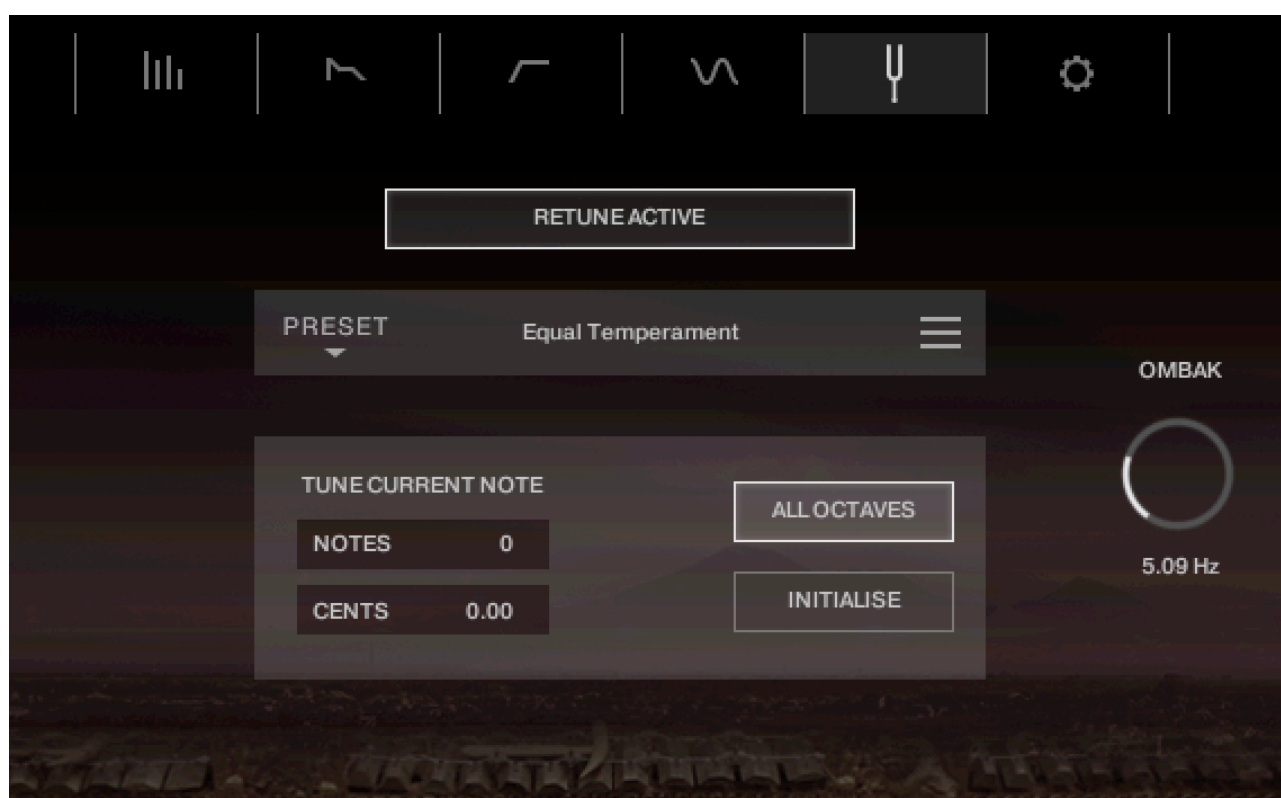 RETUNE ACTIVE
PRESET
Equal Temperament
OMBAK
TUNE CURRENT NOTE
ALL OCTAVES
NOTES 0
5.09 Hz
INITIALISE
CENTS 0.00